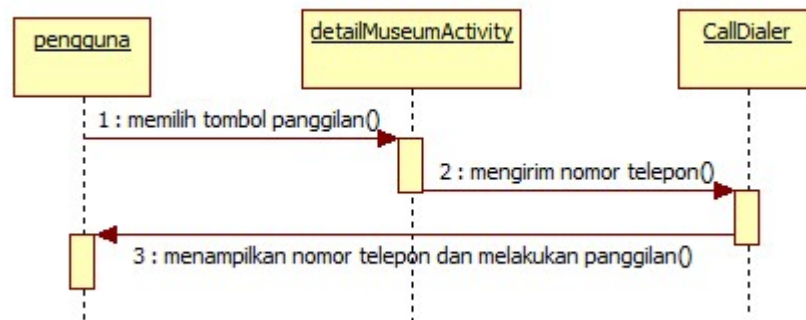 pengguna
detailMuseumActivity
CallDialer
1 : memilih tombol panggilan()
2 : mengirim nomor telepon()
3 : menampilkan nomor telepon dan melakukan panggilan()